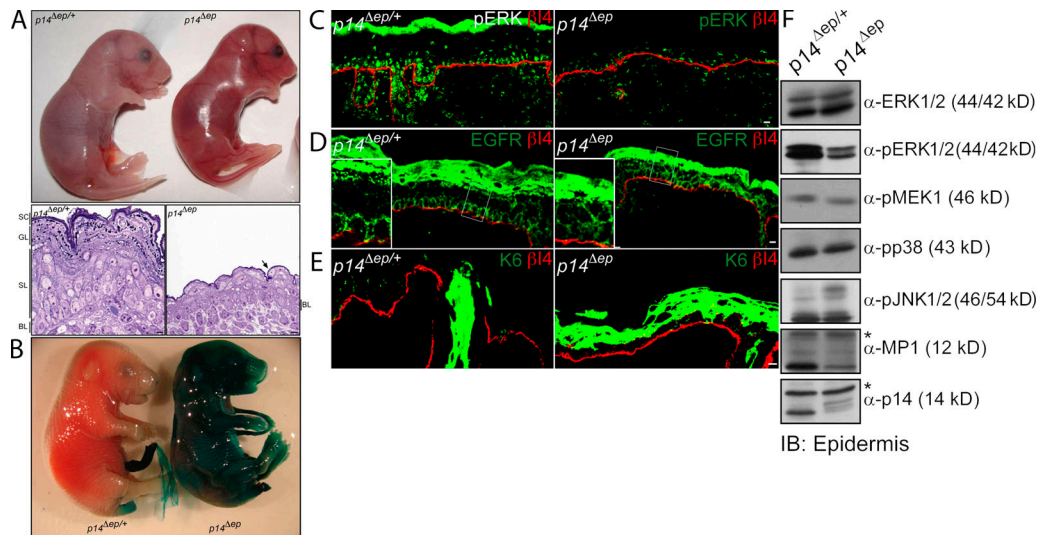 A
p14Δep/+
p14Δep
p14Δep/+
p14Δep
SC
GL
SL
BL
BL
B
p14Δep/+
p14Δep
C
p14Δep/+
pERK βI4
p14Δep
pERK βI4
D
p14Δep/+
EGFR βI4
p14Δep
EGFR βI4
E
p14Δep/+
K6 βI4
p14Δep
K6 βI4
F
p14Δep/+
p14Δep
α-ERK1/2 (44/42 kD)
α-pERK1/2(44/42kD)
α-pMEK1 (46 kD)
α-pp38 (43 kD)
α-pJNK1/2(46/54kD)
*
α-MP1 (12 kD)
*
α-p14 (14 kD)
IB: Epidermis